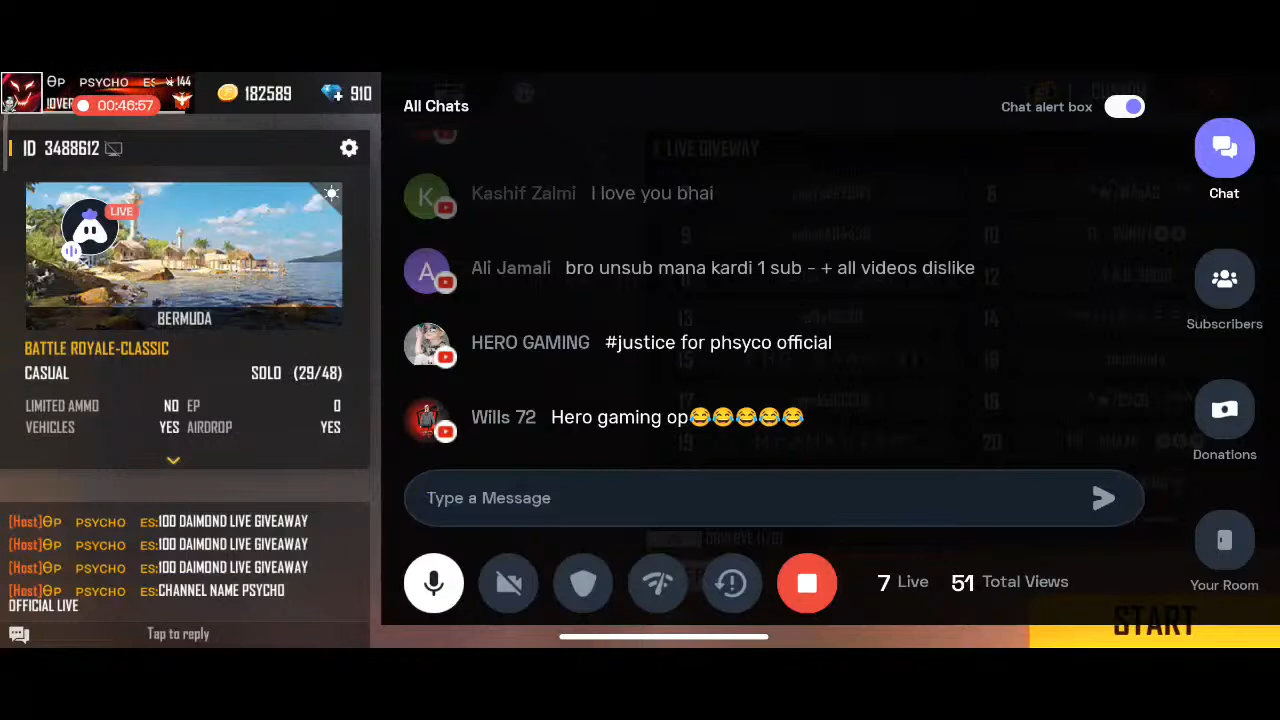 ΘP PSYCHO ES 144
00:46:57
182589
910
ID 3488612
LIVE
BERMUDA
BATTLE ROYALE-CLASSIC
CASUAL SOLO (29/48)
LIMITED AMMO NO EP 0
VEHICLES YES AIRDROP YES
[Host]ΘP PSYCHO ES:100 DAIMOND LIVE GIVEAWAY
[Host]ΘP PSYCHO ES:100 DAIMOND LIVE GIVEAWAY
[Host]ΘP PSYCHO ES:100 DAIMOND LIVE GIVEAWAY
[Host]ΘP PSYCHO ES:CHANNEL NAME PSYCHO
OFFICIAL LIVE
Tap to reply
All Chats
Chat alert box
LIVE GIVEWAY
K
Kashif Zalmi I love you bhai
A
Ali Jamali bro unsub mana kardi 1 sub - + all videos dislike
HERO GAMING #justice for phsyco official
Wills 72 Hero gaming op😂😂😂😂😂
Type a Message
7 Live 51 Total Views
Chat
Subscribers
Donations
Your Room
START